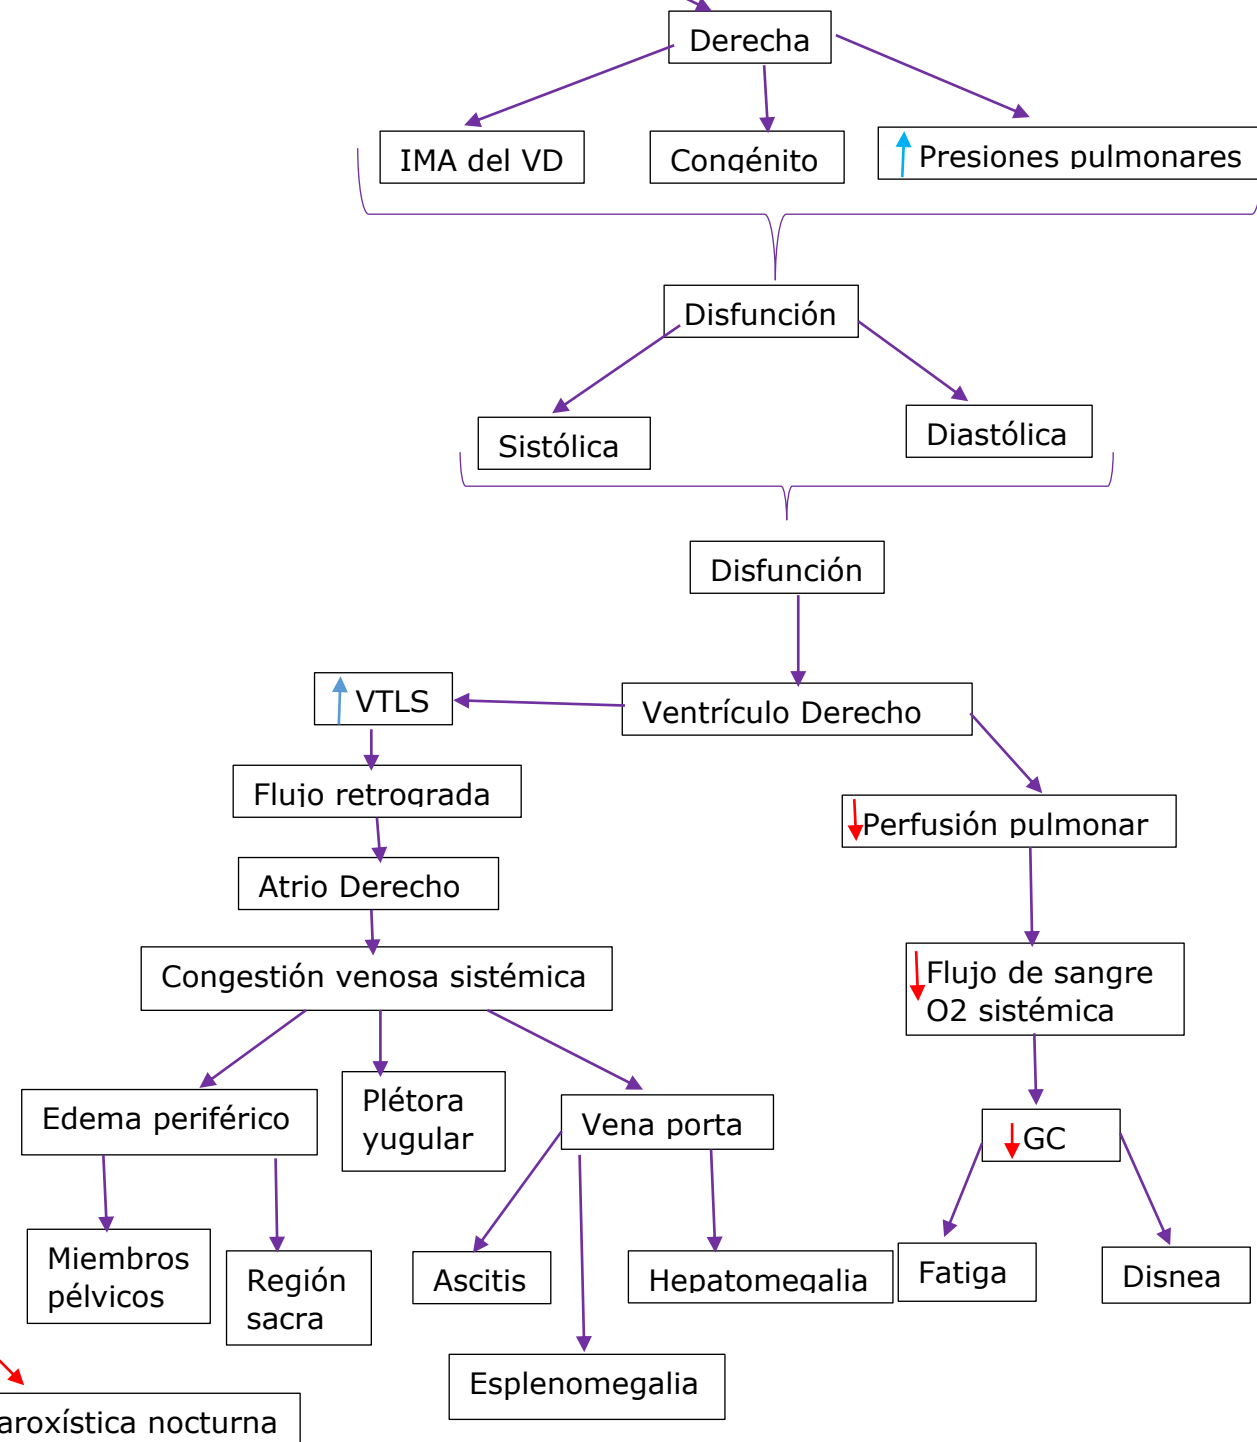 Derecha
IMA del VD
Congénito
Presiones pulmonares
Disfunción
Sistólica
Diastólica
Disfunción
VTLS
Ventrículo Derecho
Flujo retrograda
Perfusión pulmonar
Atrio Derecho
Congestión venosa sistémica
Flujo de sangre
O2 sistémica
Edema periférico
Plétora
yugular
Vena porta
GC
Miembros
pélvicos
Región
sacra
Ascitis
Hepatomegalia
Fatiga
Disnea
Esplenomegalia
aroxística nocturna